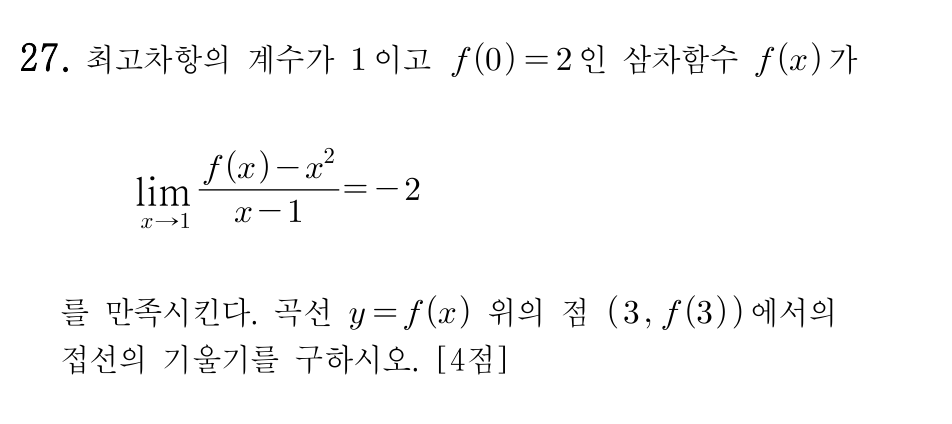 27. 최고차항의 계수가 1이고 f(0)=2인 삼차함수 f(x)가
lim_{x→1} \frac{f(x)-x^2}{x-1} = -2
를 만족시킨다. 곡선 y=f(x) 위의 점 (3, f(3))에서의
접선의 기울기를 구하시오. [4점]